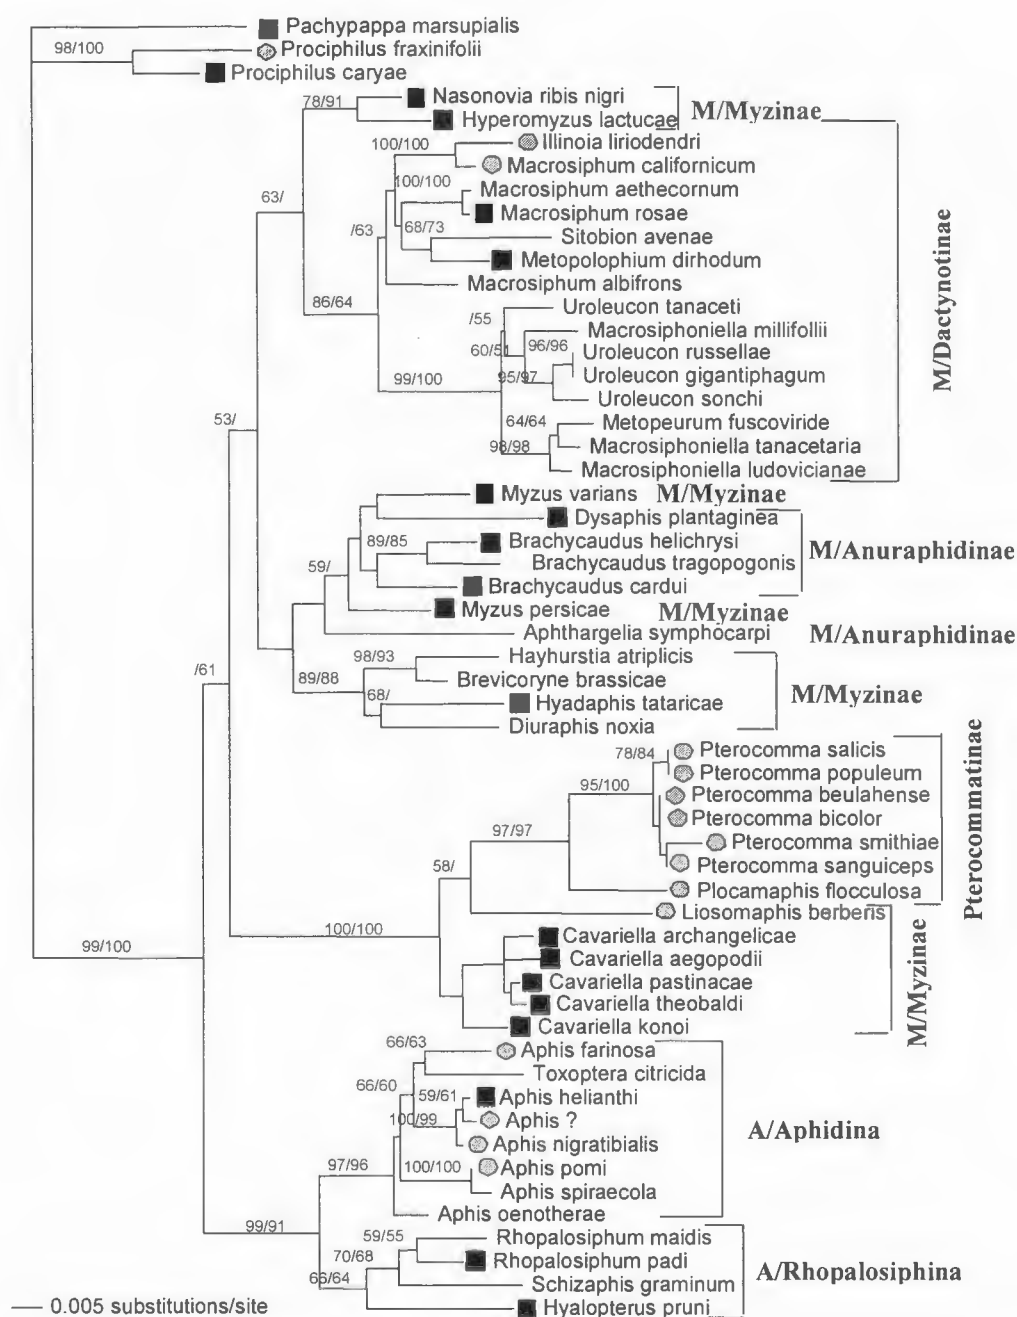 Pachypappa marsupialis
98/100
Prociphilus fraxinifolii
Prociphilus caryae
78/91
Nasonovia ribis nigri
M/Myzinae
Hyperomyzus lactucae
100/100
Illinoia liriodendri
Macrosiphum californicum
100/100
Macrosiphum aethecornum
63/
Macrosiphum rosae
/63
68/73
Sitobion avenae
Metopolophium dirhodum
Macrosiphum albifrons
M/Dactynotinae
86/64
Uroleucon tanaceti
/55
Macrosiphoniella millifollii
60/51
96/96
Uroleucon russellae
99/100
95/97
Uroleucon gigantiphagum
Uroleucon sonchi
53/
64/64
Metopeurum fuscoviride
98/98
Macrosiphoniella tanacetaria
Macrosiphoniella ludovicianae
Myzus varians
M/Myzinae
Dysaphis plantaginea
89/85
Brachycaudus helichrysi
M/Anuraphidinae
Brachycaudus tragopogonis
59/
Brachycaudus cardui
Myzus persicae
M/Myzinae
Aphthargelia symphocarpi
M/Anuraphidinae
/61
98/93
Hayhurstia atriplicis
89/88
Brevicoryne brassicae
M/Myzinae
68/
Hyadaphis tataricae
Diuraphis noxia
78/84
Pterocomma salicis
Pterocomma populeum
95/100
Pterocomma beulahense
Pterocomma bicolor
97/97
Pterocomma smithiae
Pterocomma sanguiceps
Pterocommatinae
58/
Plocamaphis flocculosa
Liosomaphis berberis
100/100
Cavariella archangelicae
99/100
Cavariella aegopodii
M/Myzinae
Cavariella pastinacae
Cavariella theobaldi
Cavariella konoi
66/63
Aphis farinosa
Toxoptera citricida
66/60
59/61
Aphis helianthi
100/99
Aphis ?
A/Aphidina
Aphis nigratibialis
97/96
100/100
Aphis pomi
Aphis spiraecola
Aphis oenotherae
99/91
59/55
Rhopalosiphum maidis
70/68
Rhopalosiphum padi
A/Rhopalosiphina
66/64
Schizaphis graminum
Hyalopterus pruni
0.005 substitutions/site